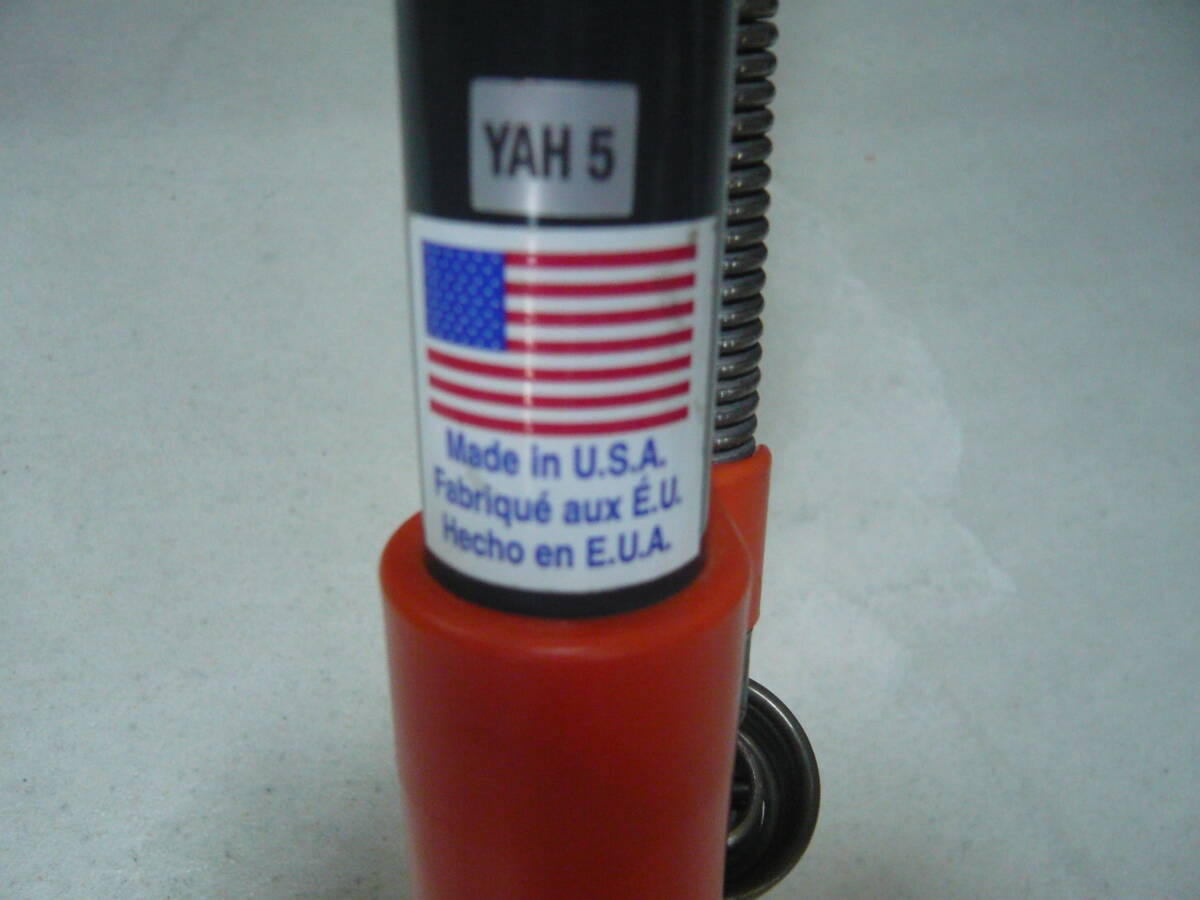 YAH 5
Made in U.S.A.
Fabriqué aux É.U.
Hecho en E.U.A.